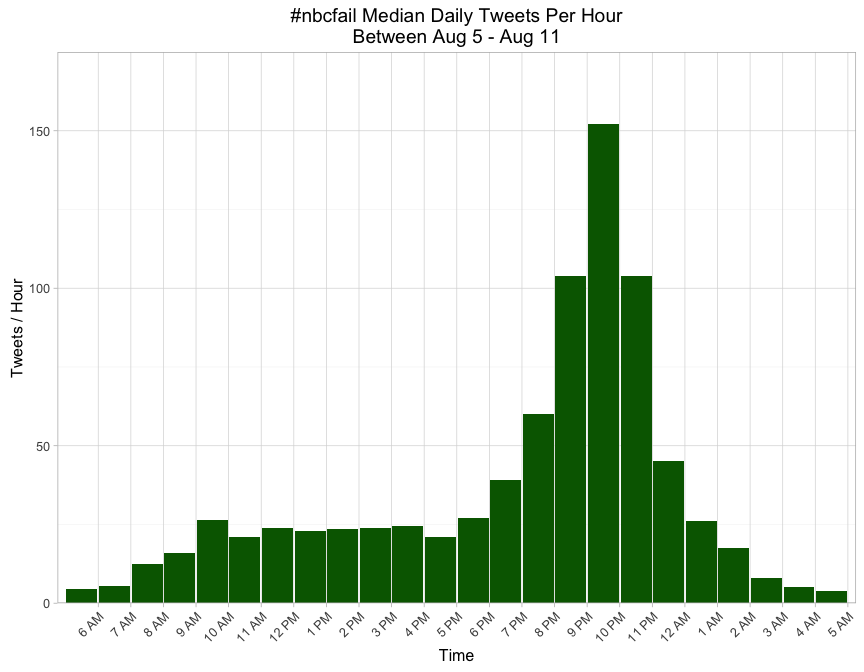 #nbcfail Median Daily Tweets Per Hour
Between Aug 5 - Aug 11
Tweets / Hour
150
100
50
0
6 AM 7 AM 8 AM 9 AM 10 AM 11 AM 12 PM 1 PM 2 PM 3 PM 4 PM 5 PM 6 PM 7 PM 8 PM 9 PM 10 PM 11 PM 12 AM 1 AM 2 AM 3 AM 4 AM 5 AM
Time